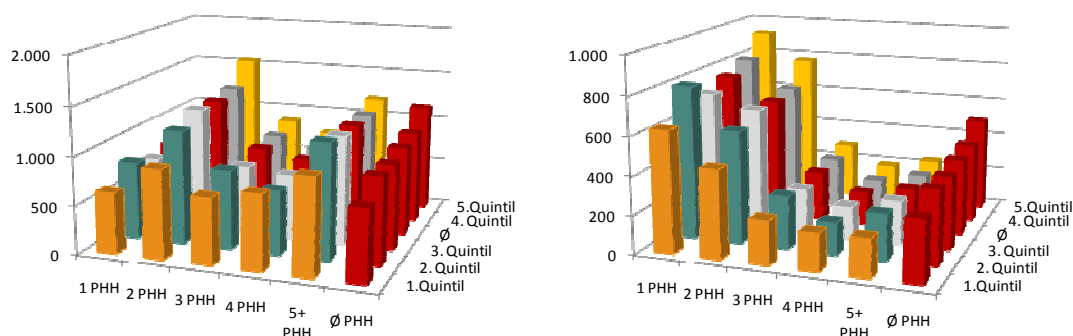 2.000
1.500
1.000
500
0
1 PHH
2 PHH
3 PHH
4 PHH
5+
PHH
Ø PHH
5.Quintil
4. Quintil
Ø
3. Quintil
2. Quintil
1.Quintil
1.000
800
600
400
200
0
1 PHH
2 PHH
3 PHH
4 PHH
5+
PHH
Ø PHH
5.Quintil
4. Quintil
Ø
3. Quintil
2. Quintil
1.Quintil